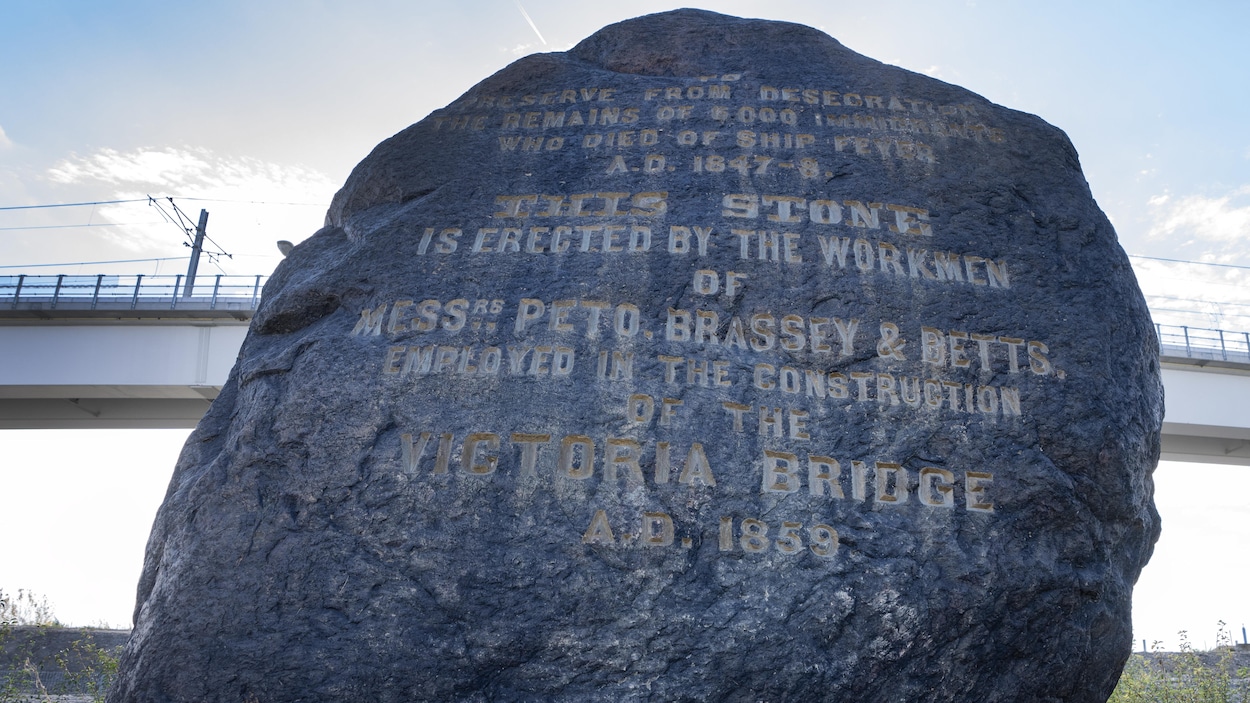 TO
PRESERVE FROM DESECRATION
THE REMAINS OF 6000 IMMIGRANTS
WHO DIED OF SHIP FEVER
A.D. 1847-8.
THIS STONE
IS ERECTED BY THE WORKMEN
OF
MESSRS. PETO, BRASSEY & BETTS,
EMPLOYED IN THE CONSTRUCTION
OF THE
VICTORIA BRIDGE
A.D. 1859